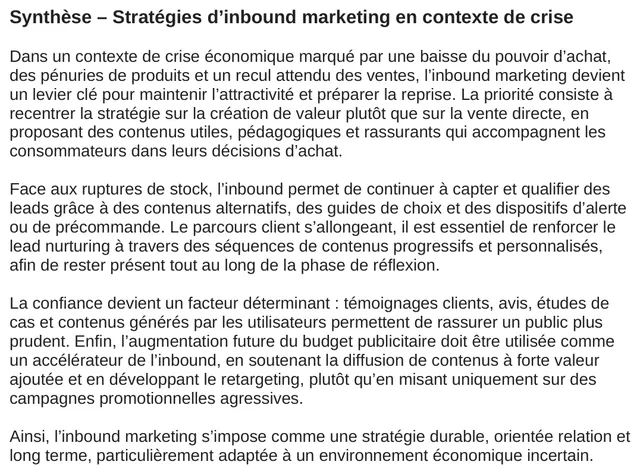 Synthèse – Stratégies d’inbound marketing en contexte de crise
Dans un contexte de crise économique marqué par une baisse du pouvoir d’achat,
des pénuries de produits et un recul attendu des ventes, l’inbound marketing devient
un levier clé pour maintenir l’attractivité et préparer la reprise. La priorité consiste à
recentrer la stratégie sur la création de valeur plutôt que sur la vente directe, en
proposant des contenus utiles, pédagogiques et rassurants qui accompagnent les
consommateurs dans leurs décisions d’achat.
Face aux ruptures de stock, l’inbound permet de continuer à capter et qualifier des
leads grâce à des contenus alternatifs, des guides de choix et des dispositifs d’alerte
ou de précommande. Le parcours client s’allongeant, il est essentiel de renforcer le
lead nurturing à travers des séquences de contenus progressifs et personnalisés,
afin de rester présent tout au long de la phase de réflexion.
La confiance devient un facteur déterminant : témoignages clients, avis, études de
cas et contenus générés par les utilisateurs permettent de rassurer un public plus
prudent. Enfin, l’augmentation future du budget publicitaire doit être utilisée comme
un accélérateur de l’inbound, en soutenant la diffusion de contenus à forte valeur
ajoutée et en développant le retargeting, plutôt qu’en misant uniquement sur des
campagnes promotionnelles agressives.
Ainsi, l’inbound marketing s’impose comme une stratégie durable, orientée relation et
long terme, particulièrement adaptée à un environnement économique incertain.